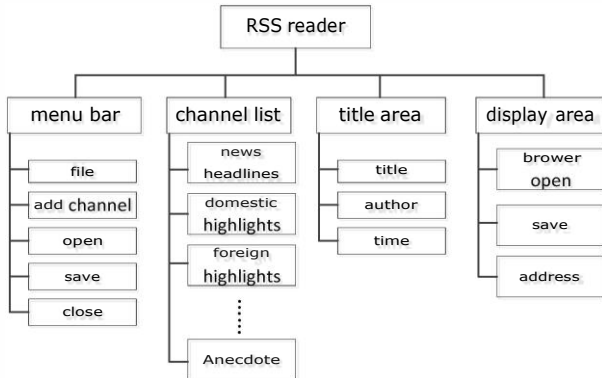 RSS reader
menu bar
channel list
title area
display area
file
add channel
open
save
close
news
headlines
domestic
highlights
foreign
highlights
Anecdote
title
author
time
brower
open
save
address